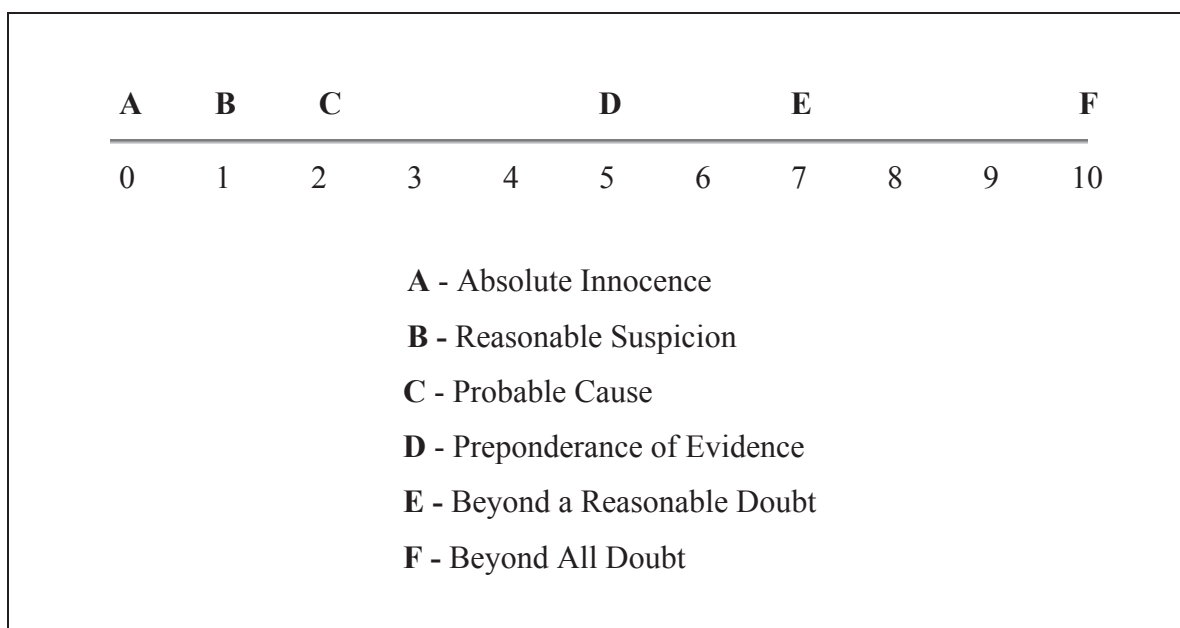 A B C D E F
0 1 2 3 4 5 6 7 8 9 10
A - Absolute Innocence
B - Reasonable Suspicion
C - Probable Cause
D - Preponderance of Evidence
E - Beyond a Reasonable Doubt
F - Beyond All Doubt